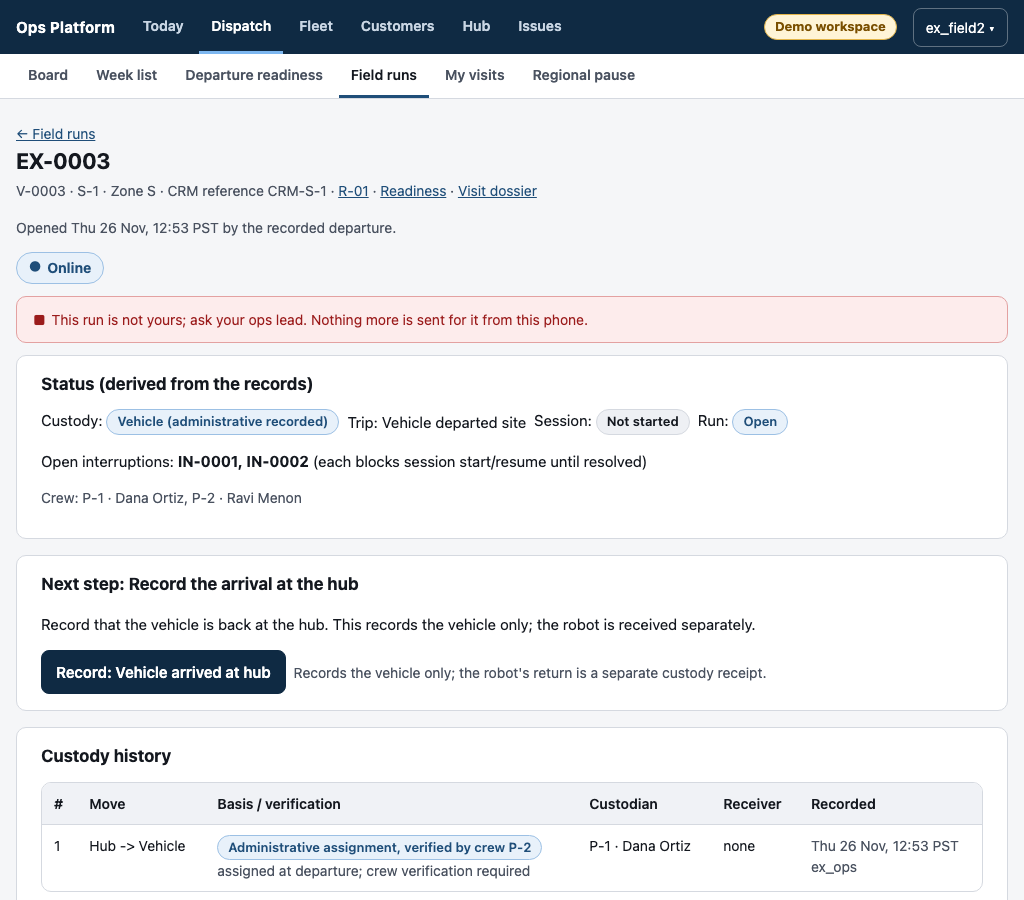 Ops Platform Today Dispatch Fleet Customers Hub Issues Demo workspace ex_field2 ▾
Board Week list Departure readiness Field runs My visits Regional pause
← Field runs
EX-0003
V-0003 · S-1 · Zone S · CRM reference CRM-S-1 · R-01 · Readiness · Visit dossier
Opened Thu 26 Nov, 12:53 PST by the recorded departure.
Online
This run is not yours; ask your ops lead. Nothing more is sent for it from this phone.
Status (derived from the records)
Custody: Vehicle (administrative recorded) Trip: Vehicle departed site Session: Not started Run: Open
Open interruptions: IN-0001, IN-0002 (each blocks session start/resume until resolved)
Crew: P-1 · Dana Ortiz, P-2 · Ravi Menon
Next step: Record the arrival at the hub
Record that the vehicle is back at the hub. This records the vehicle only; the robot is received separately.
Record: Vehicle arrived at hub Records the vehicle only; the robot's return is a separate custody receipt.
Custody history
# Move Basis / verification Custodian Receiver Recorded
1 Hub -> Vehicle Administrative assignment, verified by crew P-2 P-1 · Dana Ortiz none Thu 26 Nov, 12:53 PST
assigned at departure; crew verification required ex_ops